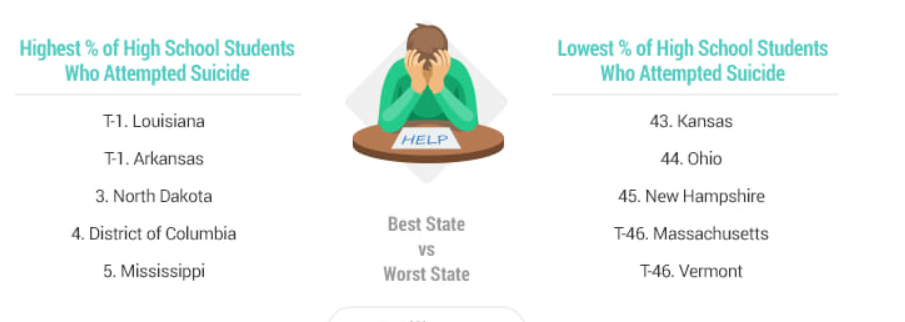 Highest % of High School Students
Who Attempted Suicide
T-1. Louisiana
T-1. Arkansas
3. North Dakota
4. District of Columbia
5. Mississippi
HELP
Best State
vs
Worst State
Lowest % of High School Students
Who Attempted Suicide
43. Kansas
44. Ohio
45. New Hampshire
T-46. Massachusetts
T-46. Vermont